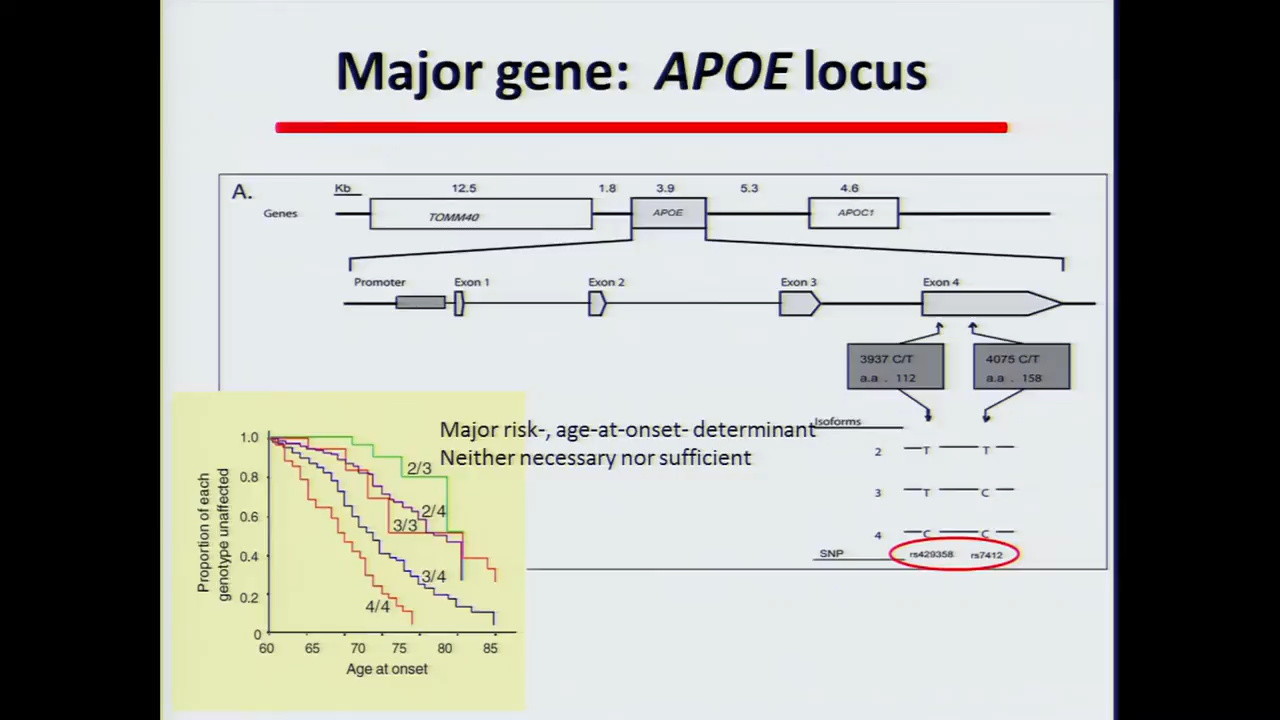 Major gene: APOE locus
A.
Kb 12.5 1.8 3.9 5.3 4.6
Genes TOMM40 APOE APOC1
Promoter Exon 1 Exon 2 Exon 3 Exon 4
3937 C/T 4075 C/T
a.a . 112 a.a . 158
Isoforms
2 T T
3 T C
4 C C
SNP rs429358 rs7412
Major risk-, age-at-onset- determinant
Neither necessary nor sufficient
Proportion of each
genotype unaffected
1.0
0.8
0.6
0.4
0.2
0
2/3
2/4
3/3
3/4
4/4
60 65 70 75 80 85
Age at onset